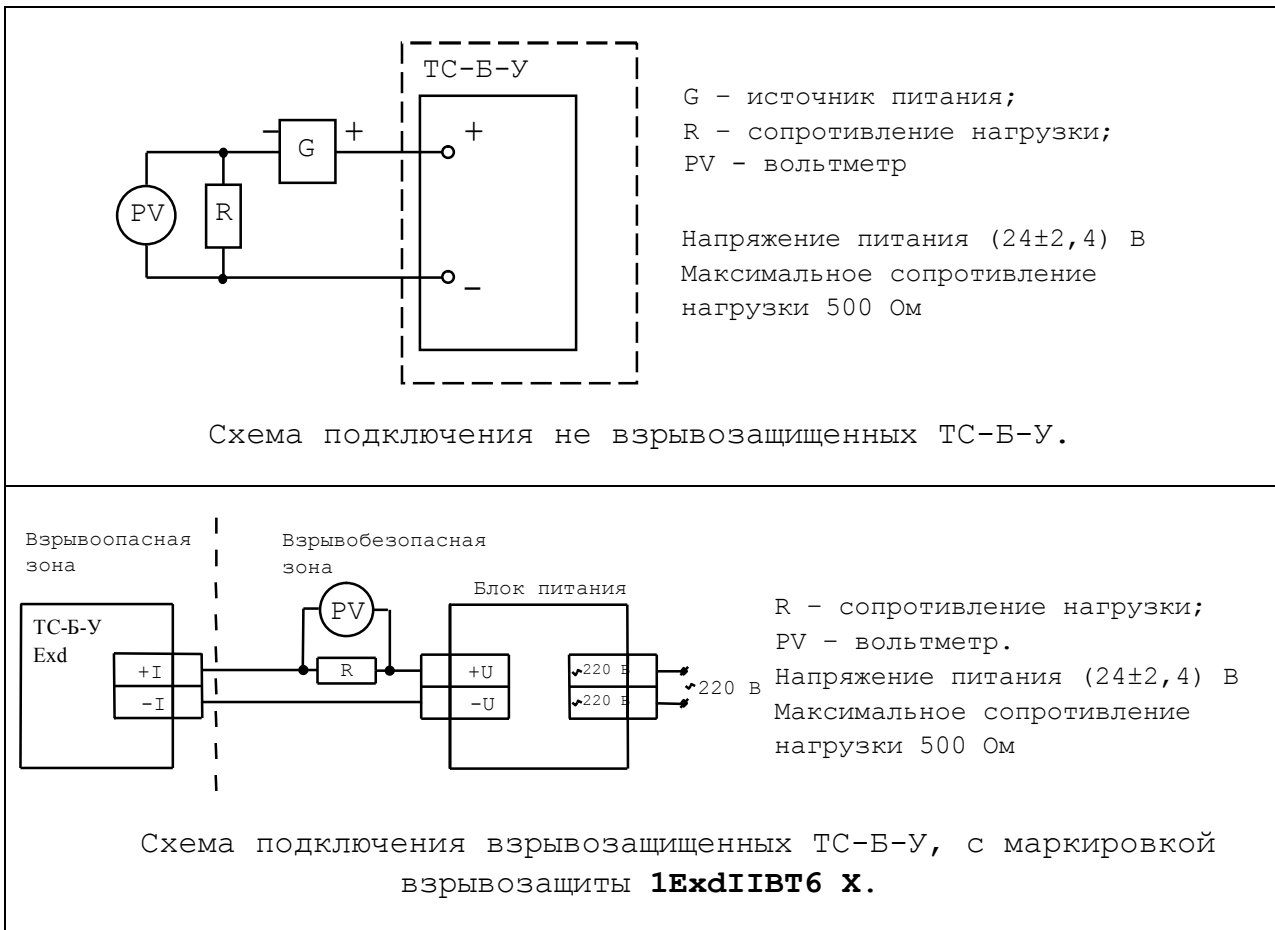 ТС-Б-У
G – источник питания;
R – сопротивление нагрузки;
PV - вольтметр
– G + +
PV R
Напряжение питания (24±2,4) В
Максимальное сопротивление
нагрузки 500 Ом
–
Схема подключения не взрывозащищенных ТС-Б-У.
Взрывоопасная
зона
Взрывобезопасная
зона
Блок питания
PV
ТС-Б-У
Exd
+I R +U ~220 В
-I -U ~220 В
~220 В
R – сопротивление нагрузки;
PV – вольтметр.
Напряжение питания (24±2,4) В
Максимальное сопротивление
нагрузки 500 Ом
Схема подключения взрывозащищенных ТС-Б-У, с маркировкой
взрывозащиты 1ExdIIBT6 X.